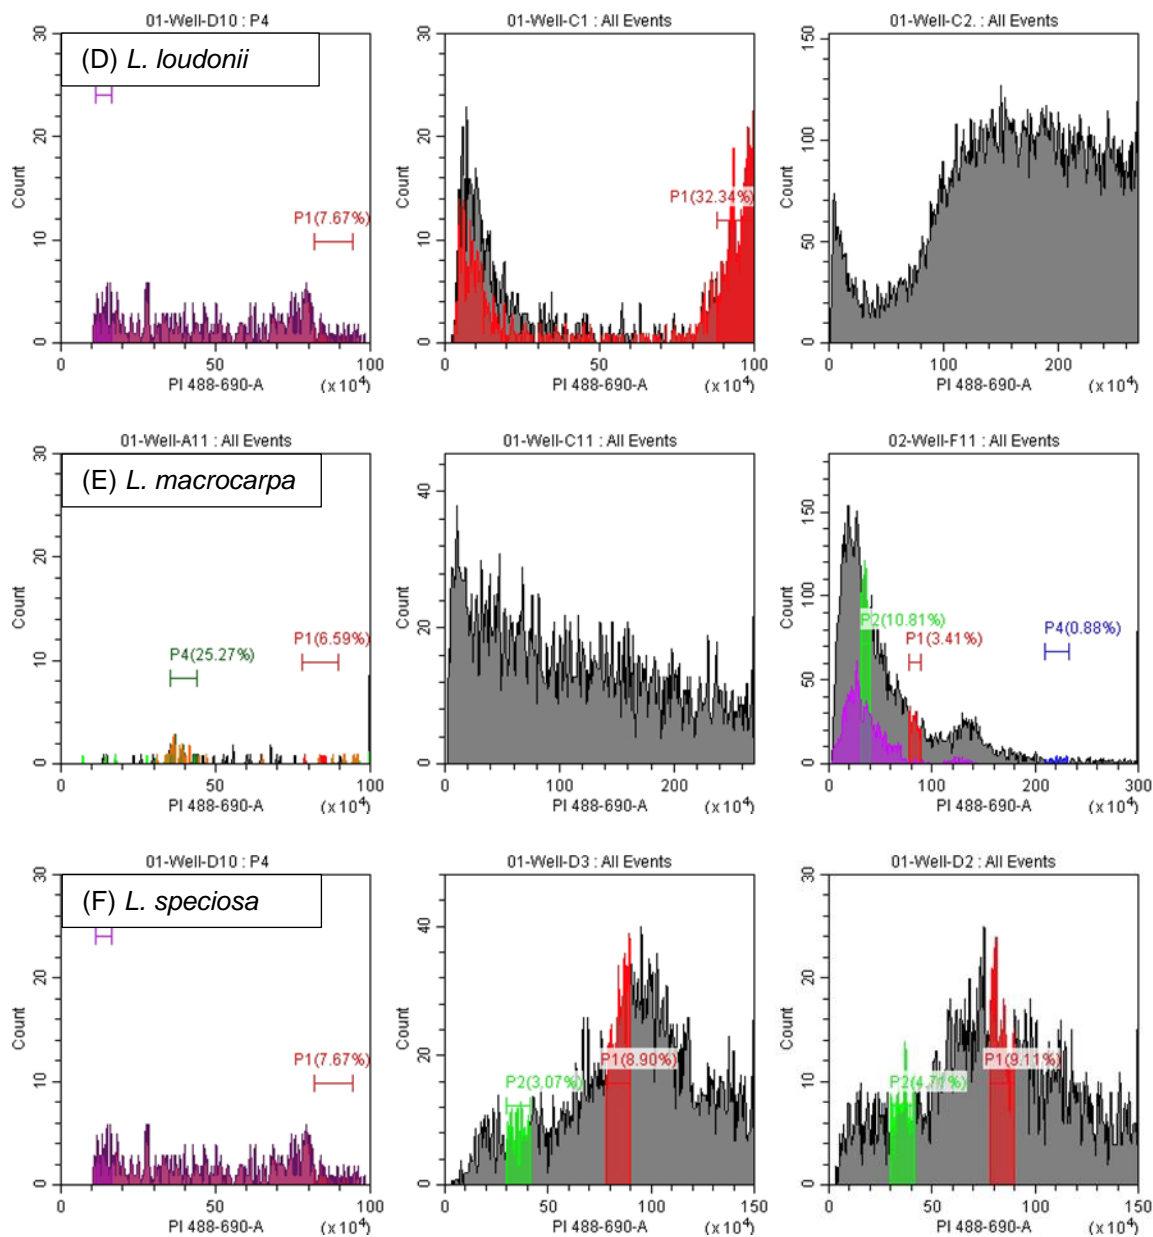 01-Well-D10 : P4
30
(D) L. loudonii
20
P1(7.67%)
10
0
Count
0 100
PI 488-690-A (x10⁴)
01-Well-C1 : All Events
30
20
P1(32.34%)
10
0
Count
0 50 100
PI 488-690-A (x10⁴)
01-Well-C2. : All Events
150
100
50
0
Count
0 100 200
PI 488-690-A (x10⁴)
01-Well-A11 : All Events
30
(E) L. macrocarpa
20
P1(6.59%)
P4(25.27%)
10
0
Count
0 50 100
PI 488-690-A (x10⁴)
01-Well-C11 : All Events
40
20
0
Count
0 100 200
PI 488-690-A (x10⁴)
02-Well-F11 : All Events
150
100
P2(10.81%)
P1(3.41%)
P4(0.88%)
50
0
Count
0 100 200 300
PI 488-690-A (x10⁴)
01-Well-D10 : P4
30
(F) L. speciosa
20
P1(7.67%)
10
0
Count
0 50 100
PI 488-690-A (x10⁴)
01-Well-D3 : All Events
40
20
P1(8.90%)
P2(3.07%)
0
Count
0 50 100 150
PI 488-690-A (x10⁴)
01-Well-D2 : All Events
30
20
P1(9.11%)
P2(4.71%)
10
0
Count
0 50 100 150
PI 488-690-A (x10⁴)